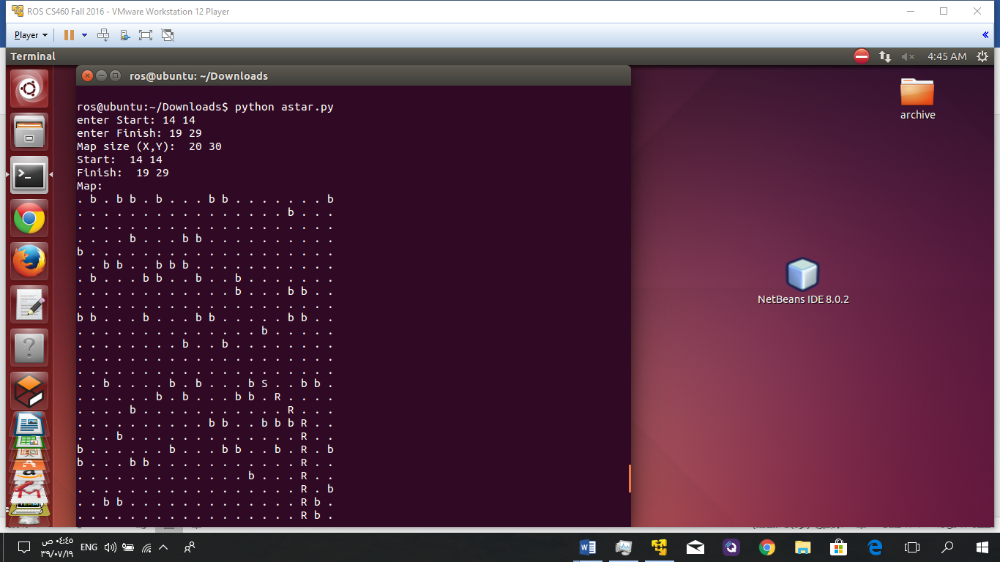 ROS CS460 Fall 2016 - VMware Workstation 12 Player
Player
Terminal
4:45 AM
ros@ubuntu: ~/Downloads
ros@ubuntu:~/Downloads$ python astar.py
enter Start: 14 14
enter Finish: 19 29
Map size (X,Y):  20 30
Start:  14 14
Finish:  19 29
Map:
. b . b b . b . . . b b . . . . . . . b
. . . . . . . . . . . . . . . . b . . .
. . . . . . . . . . . . . . . . . . . .
. . . . b . . . b b . . . . . . . . . .
b . . . . . . . . . . . . . . . . . . .
. . b b . . b b b . . . . . . . . . . .
. b . . . b b . . b . . b . . . . . . .
. . . . . . . . . . . . b . . . b b . .
. . . . . . . . . . . . . . . . . . . .
b b . . . b . . . b b . . . . . b b . .
. . . . . . . . . . . . . . b . . . . .
. . . . . . . . b . . b . . . . . . . .
. . . . . . . . . . . . . . . . . . . .
. . . . . . . . . . . . . . . . . . . .
. . b . . . . b . b . . . b S . . b b .
. . . . . . b . b . . . b b . R . . . .
. . . . b . . . . . . . . . . . R . . .
. . . . . . . . . . b b . . b b b R . .
. . . b . . . . . . . . . . . . . R . .
b . . . . . . b . . . b b . . b . R . b
b . . . b b . . . . . . . . . . . R . .
. . . . . . . . . . . . . b . . . R . .
. . . . . . . . . . . . . . . . . R . b
. . b b . . . . . . . . . . . . . R b .
. . . . . . . . . . . . . . . . . R b .
archive
NetBeans IDE 8.0.2
ENG
٠٤:٤٥ ص
٣٩/٠٧/١٩